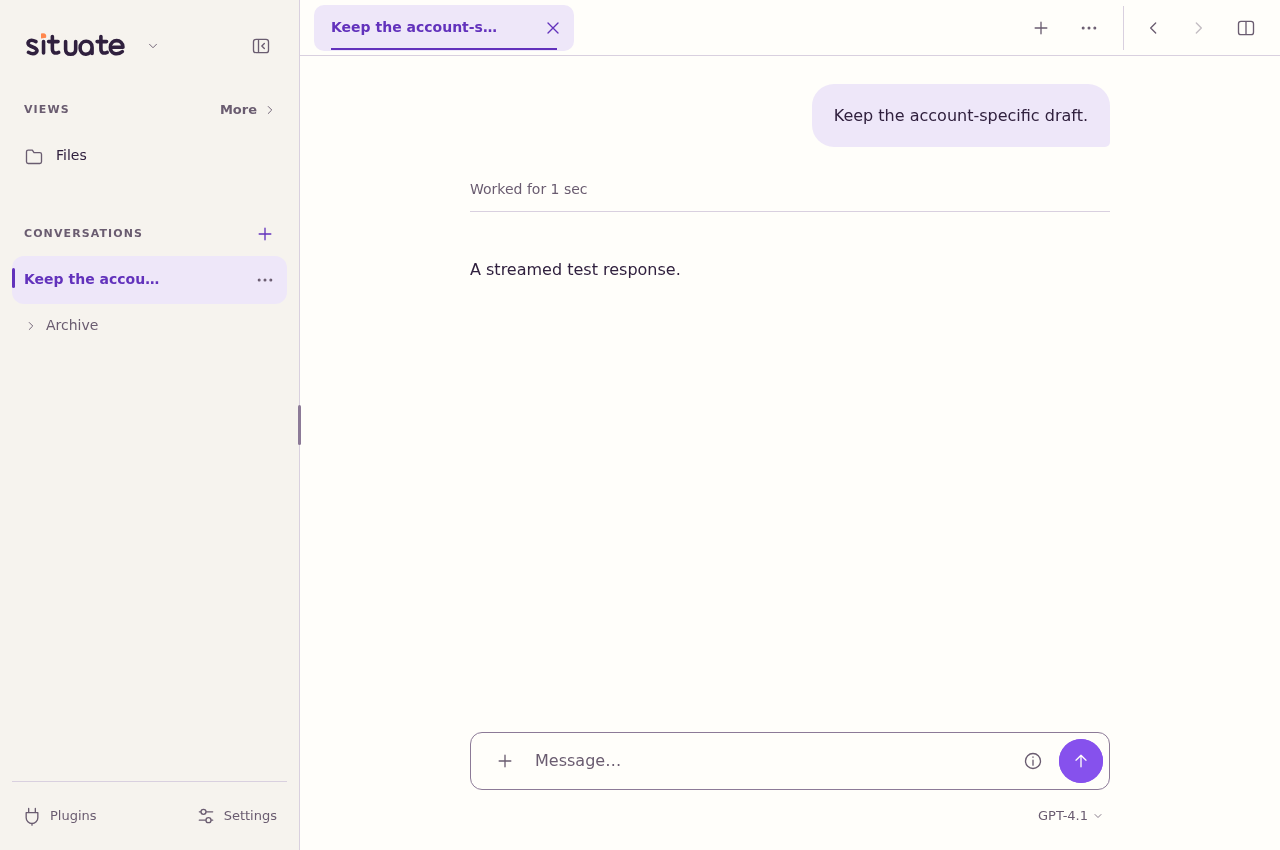 situate
VIEWS
More
Files
CONVERSATIONS
Keep the accou…
Archive
Plugins
Settings
Keep the account-s…
Keep the account-specific draft.
Worked for 1 sec
A streamed test response.
Message…
GPT-4.1